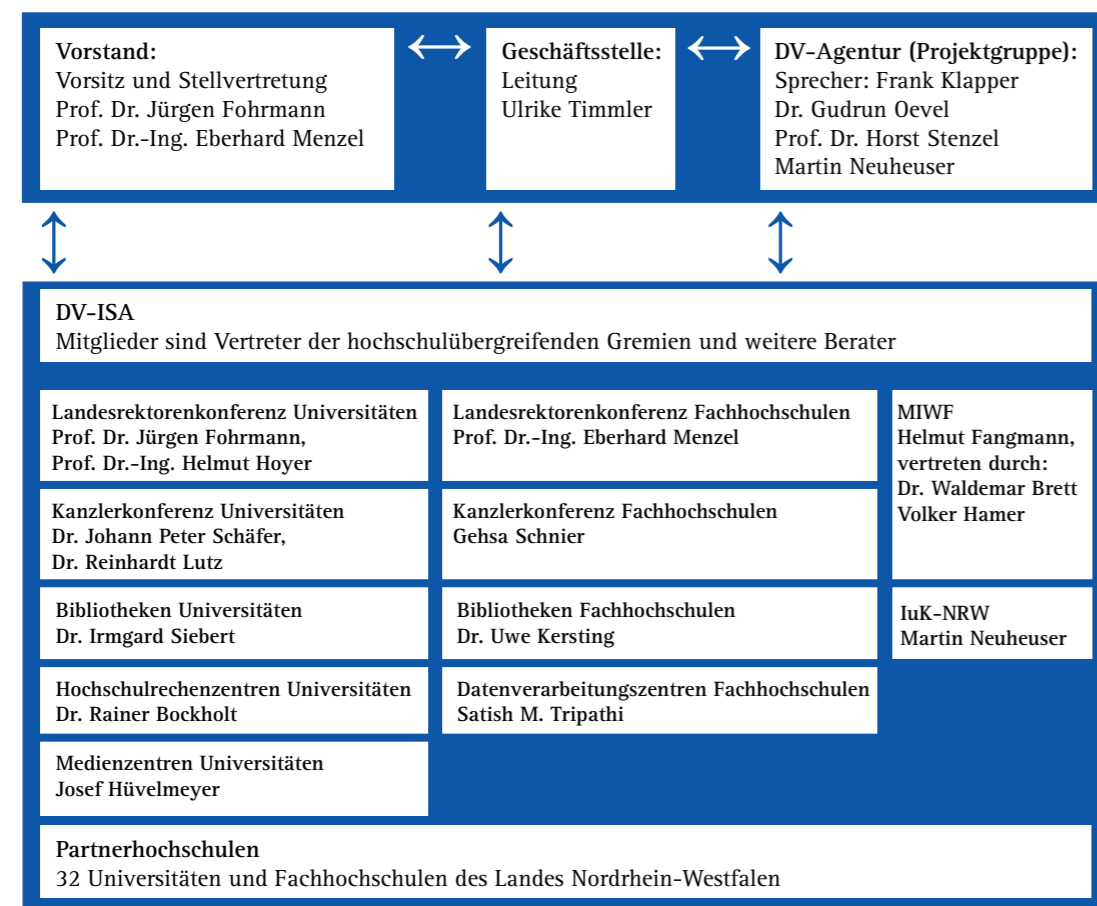 Vorstand:
Vorsitz und Stellvertretung
Prof. Dr. Jürgen Fohrmann
Prof. Dr.-Ing. Eberhard Menzel
Geschäftsstelle:
Leitung
Ulrike Timmler
DV-Agentur (Projektgruppe):
Sprecher: Frank Klapper
Dr. Gudrun Oevel
Prof. Dr. Horst Stenzel
Martin Neuheuser
DV-ISA
Mitglieder sind Vertreter der hochschulübergreifenden Gremien und weitere Berater
Landesrektorenkonferenz Universitäten
Prof. Dr. Jürgen Fohrmann,
Prof. Dr.-Ing. Helmut Hoyer
Landesrektorenkonferenz Fachhochschulen
Prof. Dr.-Ing. Eberhard Menzel
MIWF
Helmut Fangmann,
vertreten durch:
Dr. Waldemar Brett
Volker Hamer
Kanzlerkonferenz Universitäten
Dr. Johann Peter Schäfer,
Dr. Reinhardt Lutz
Kanzlerkonferenz Fachhochschulen
Gehsa Schnier
Bibliotheken Universitäten
Dr. Irmgard Siebert
Bibliotheken Fachhochschulen
Dr. Uwe Kersting
IuK-NRW
Martin Neuheuser
Hochschulrechenzentren Universitäten
Dr. Rainer Bockholt
Datenverarbeitungszentren Fachhochschulen
Satish M. Tripathi
Medienzentren Universitäten
Josef Hüvelmeyer
Partnerhochschulen
32 Universitäten und Fachhochschulen des Landes Nordrhein-Westfalen